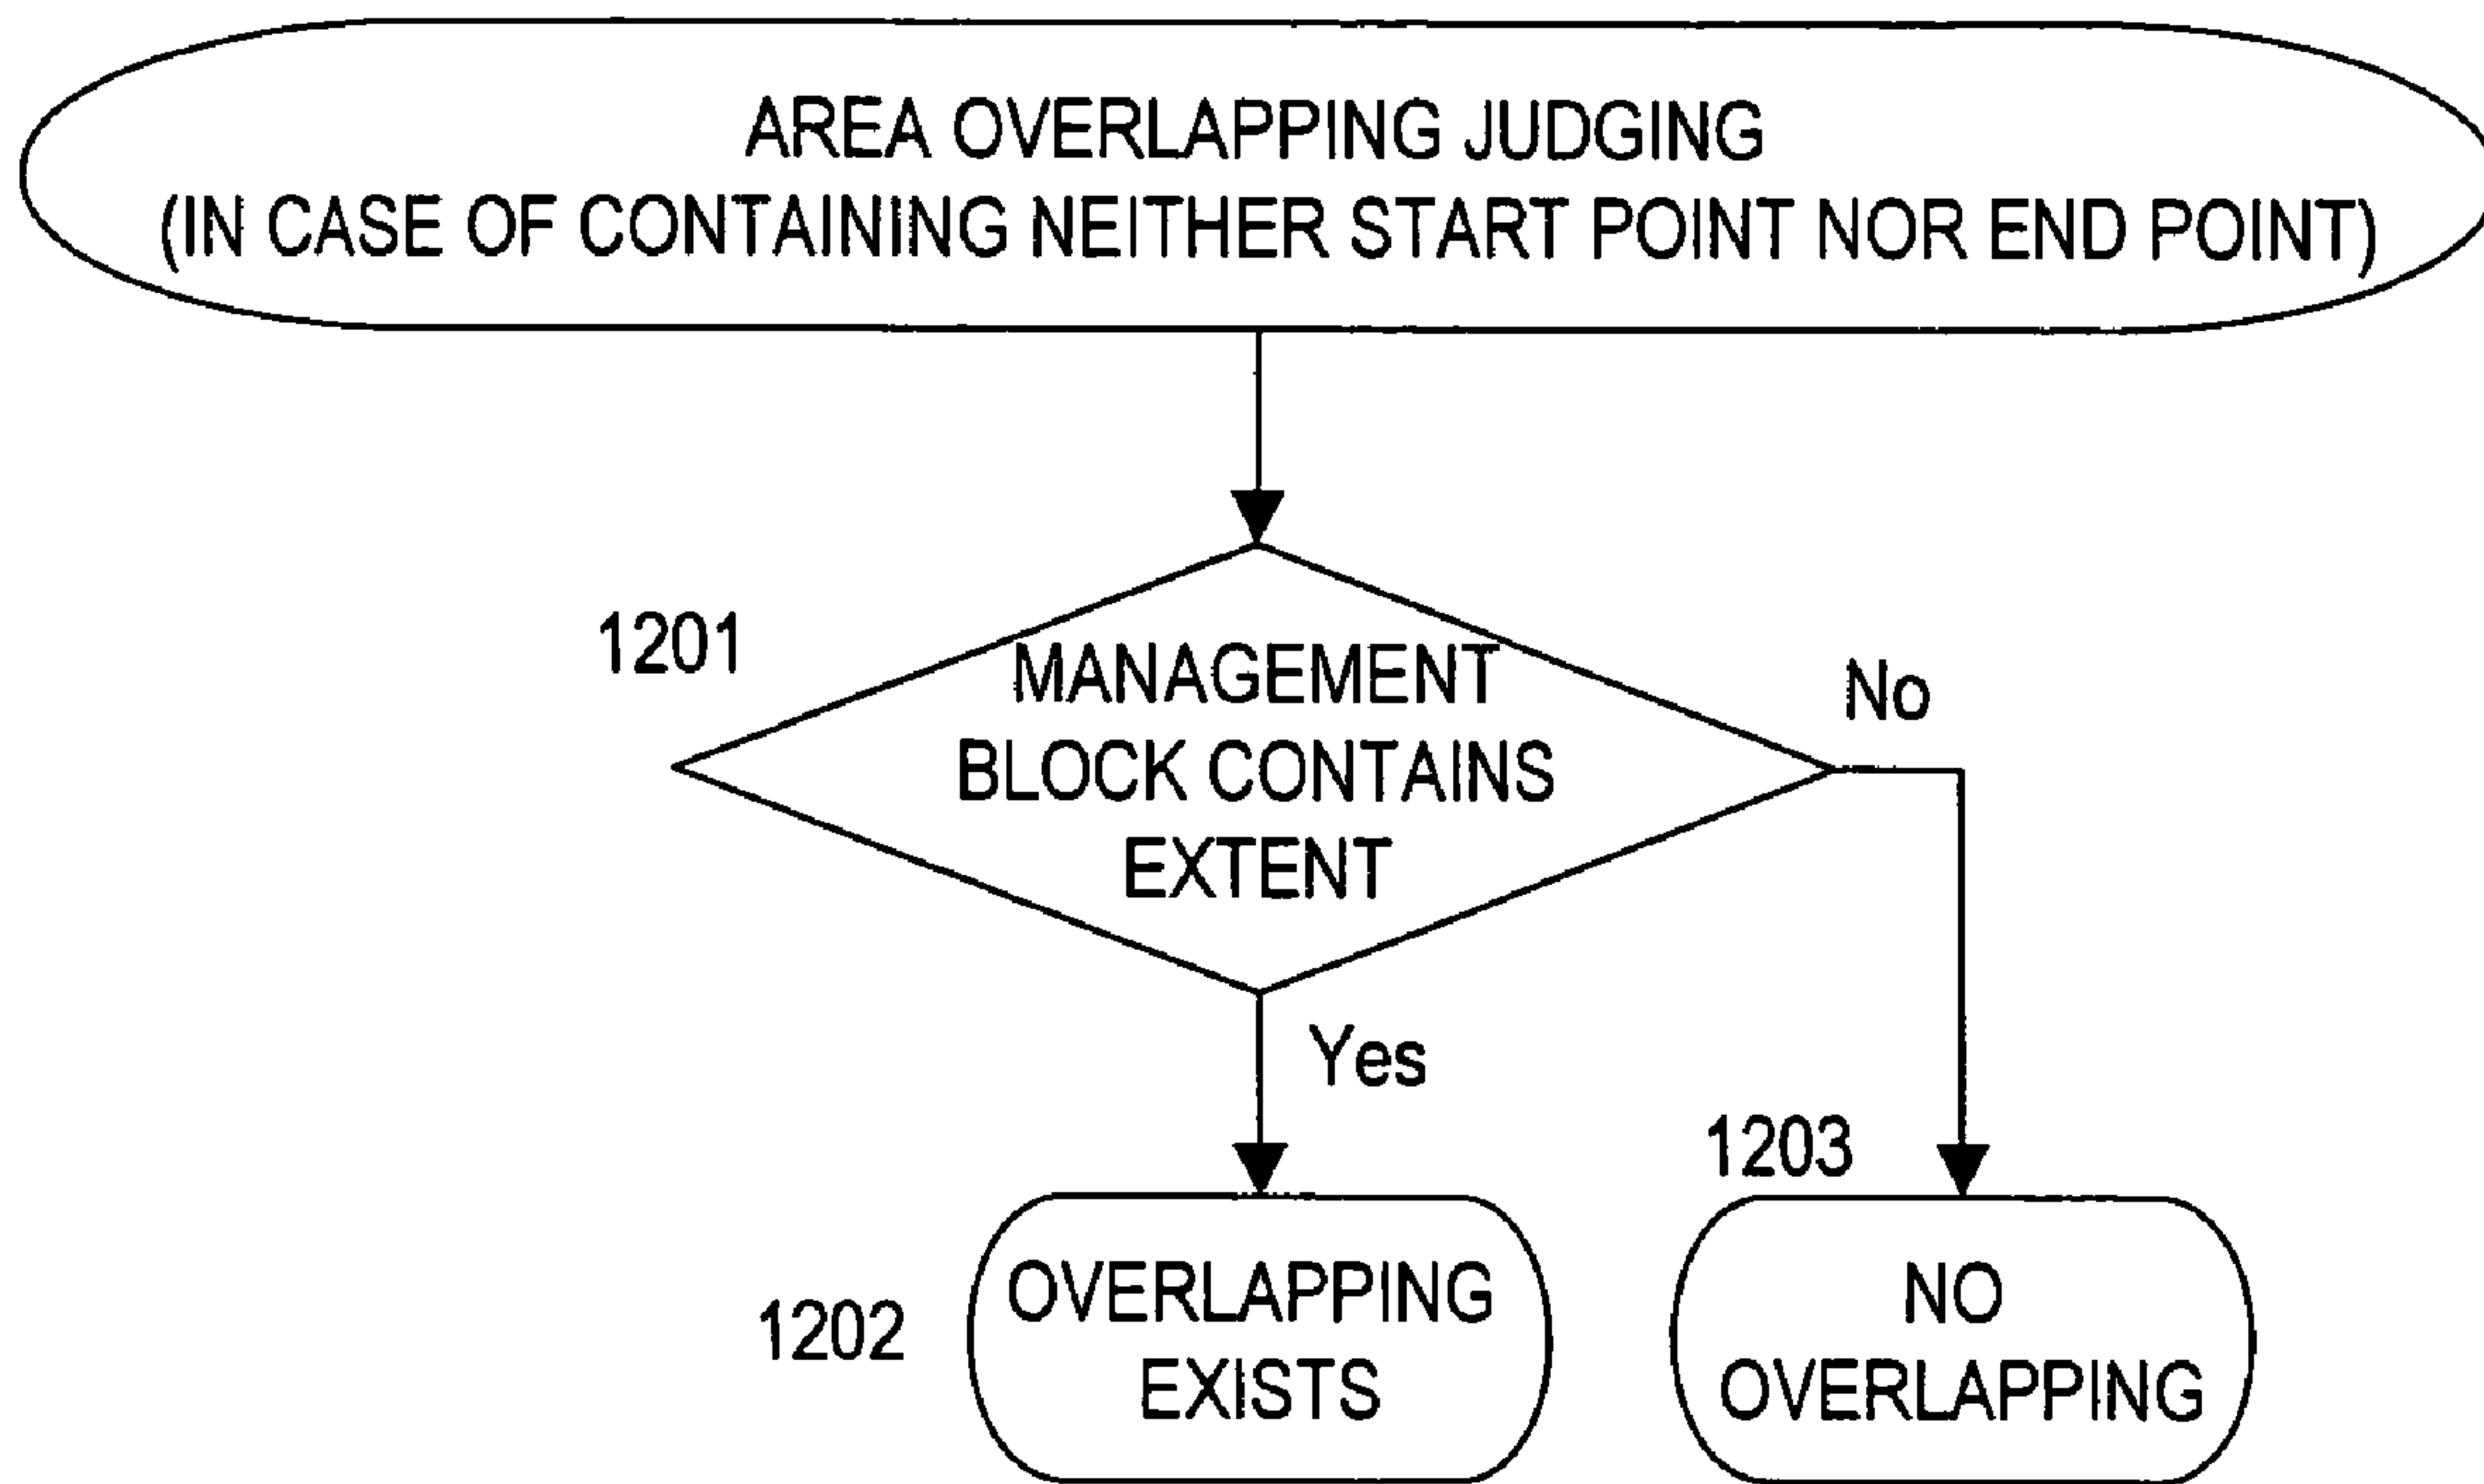 AREA OVERLAPPING JUDGING
(IN CASE OF CONTAINING NEITHER START POINT NOR END POINT)
1201
MANAGEMENT
BLOCK CONTAINS
EXTENT
No
Yes
1203
1202
OVERLAPPING
EXISTS
NO
OVERLAPPING